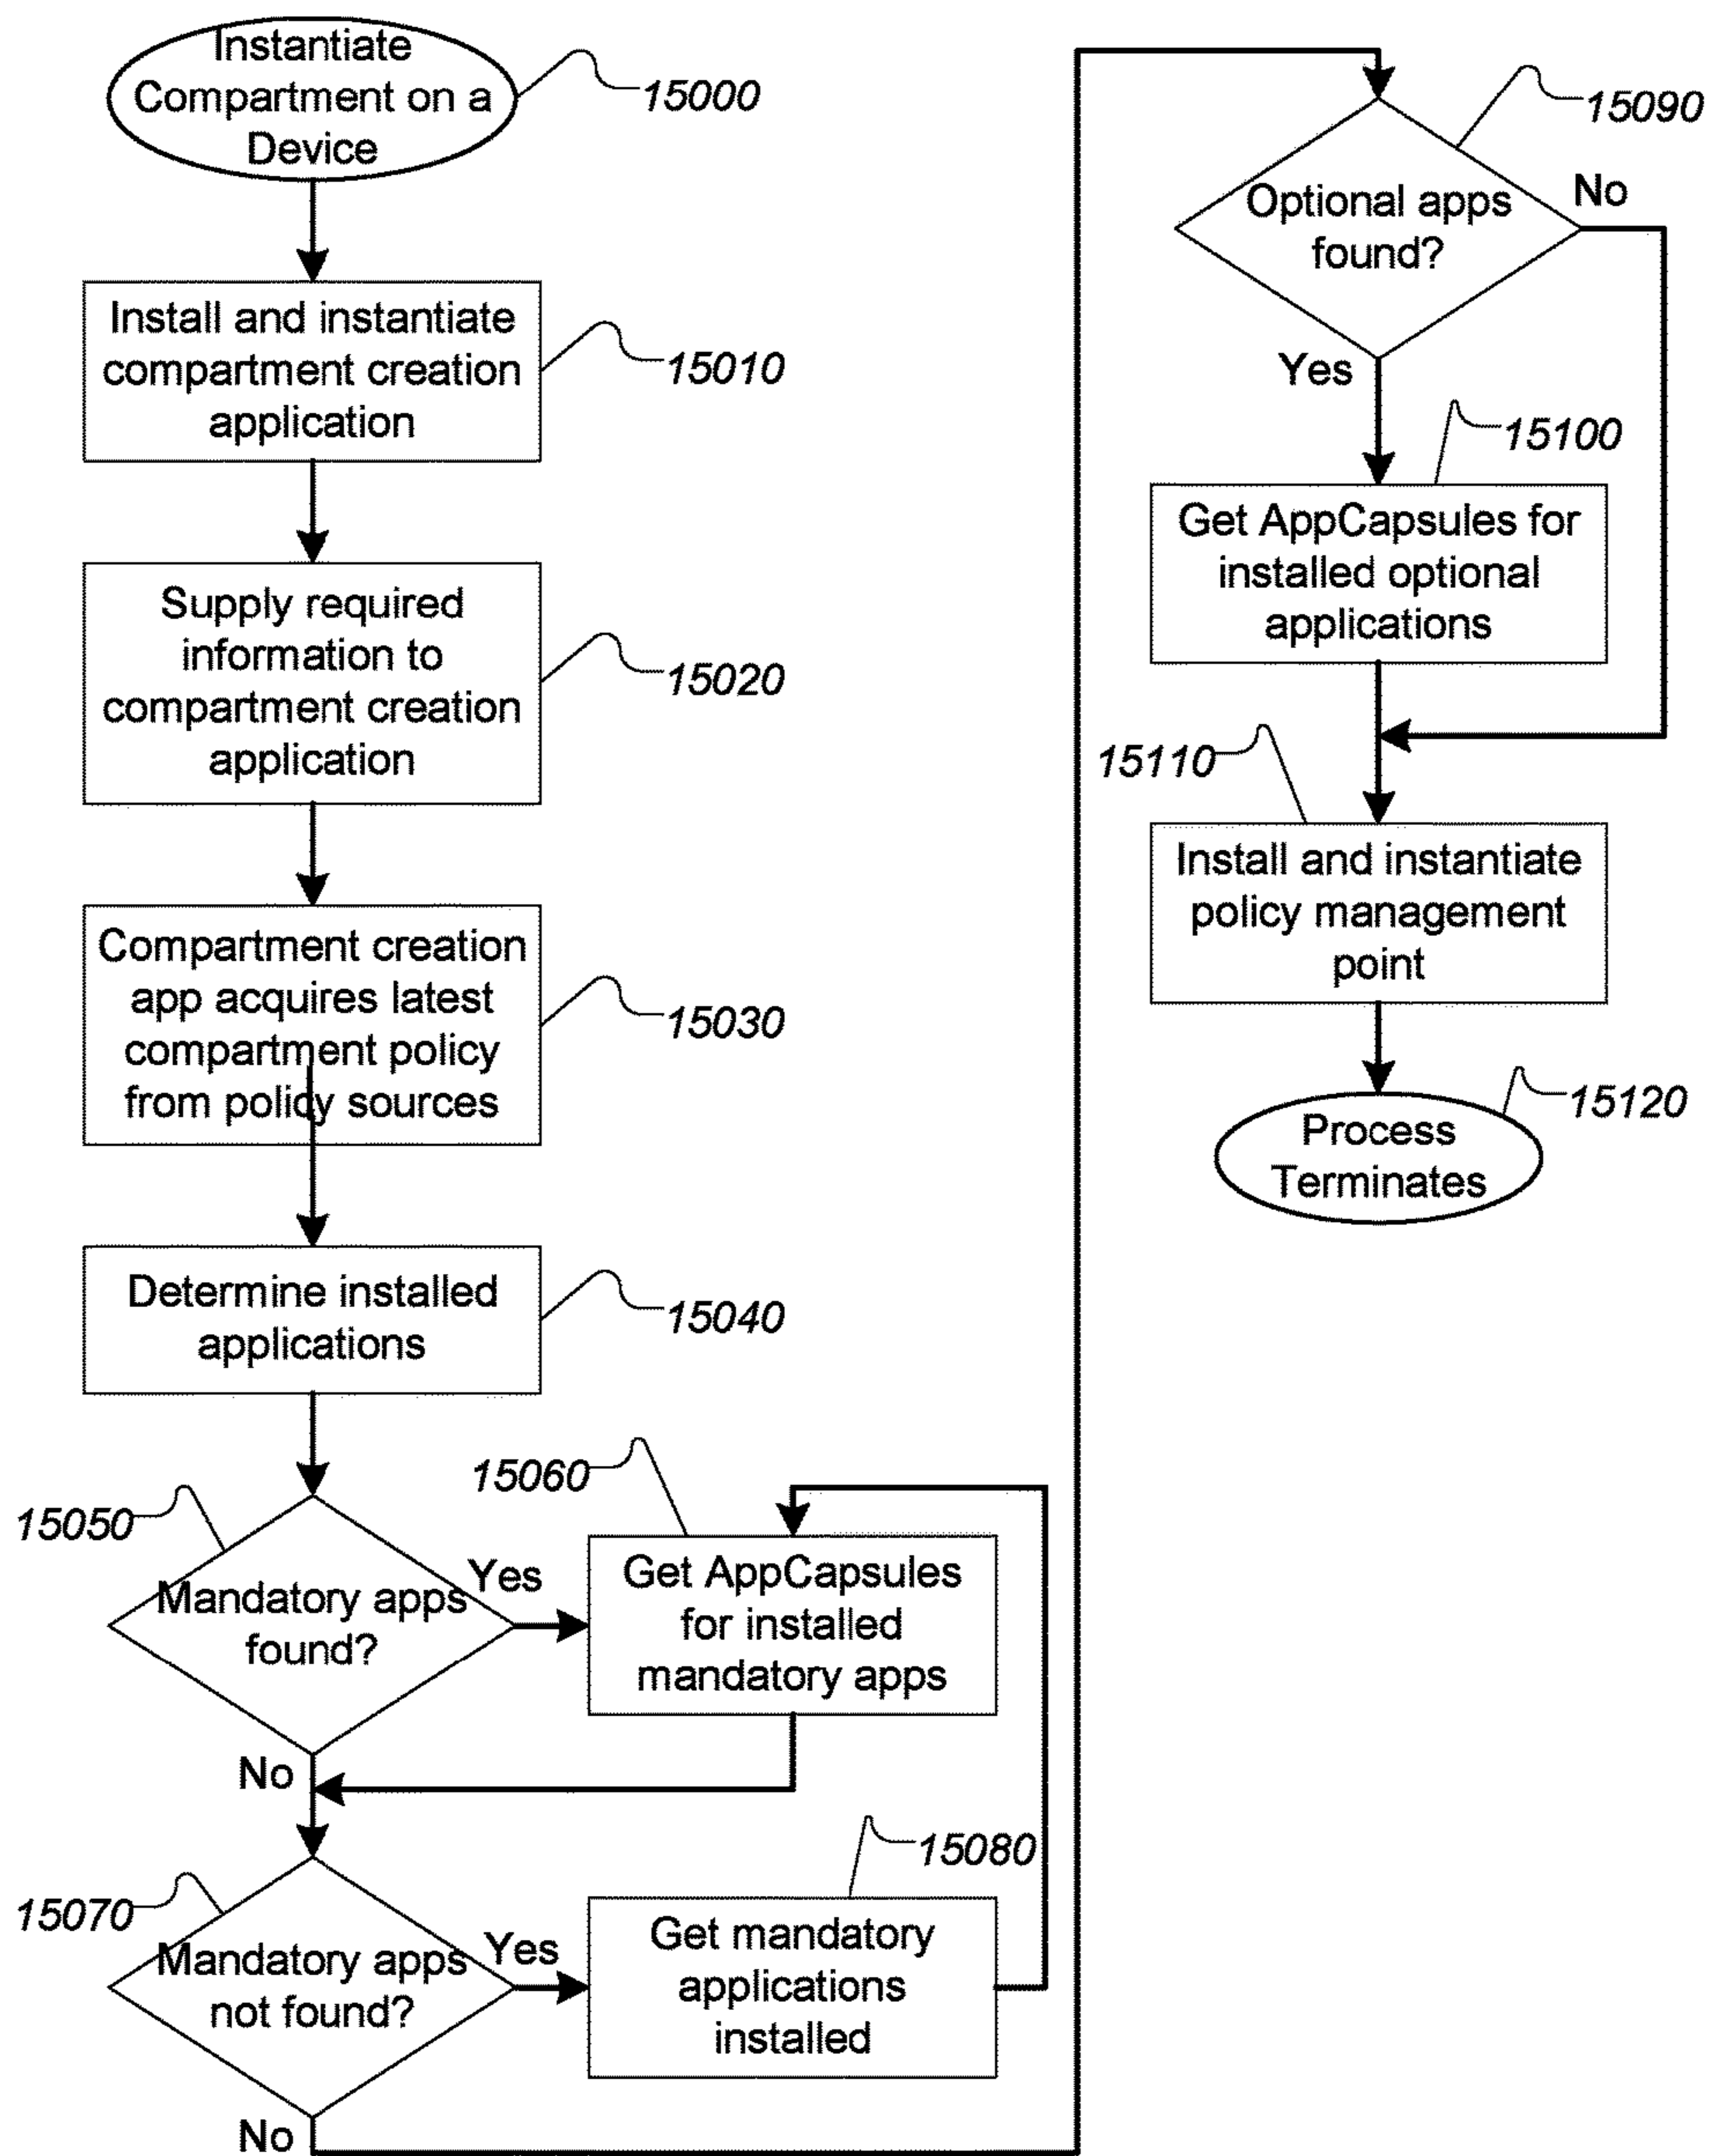 Instantiate
Compartment on a
Device
15000
Install and instantiate
compartment creation
application
15010
Supply required
information to
compartment creation
application
15020
Compartment creation
app acquires latest
compartment policy
from policy sources
15030
Determine installed
applications
15040
15050
Mandatory apps
found?
Yes
No
15060
Get AppCapsules
for installed
mandatory apps
15070
Mandatory apps
not found?
Yes
No
15080
Get mandatory
applications
installed
15090
Optional apps
found?
No
Yes
15100
Get AppCapsules for
installed optional
applications
15110
Install and instantiate
policy management
point
15120
Process
Terminates